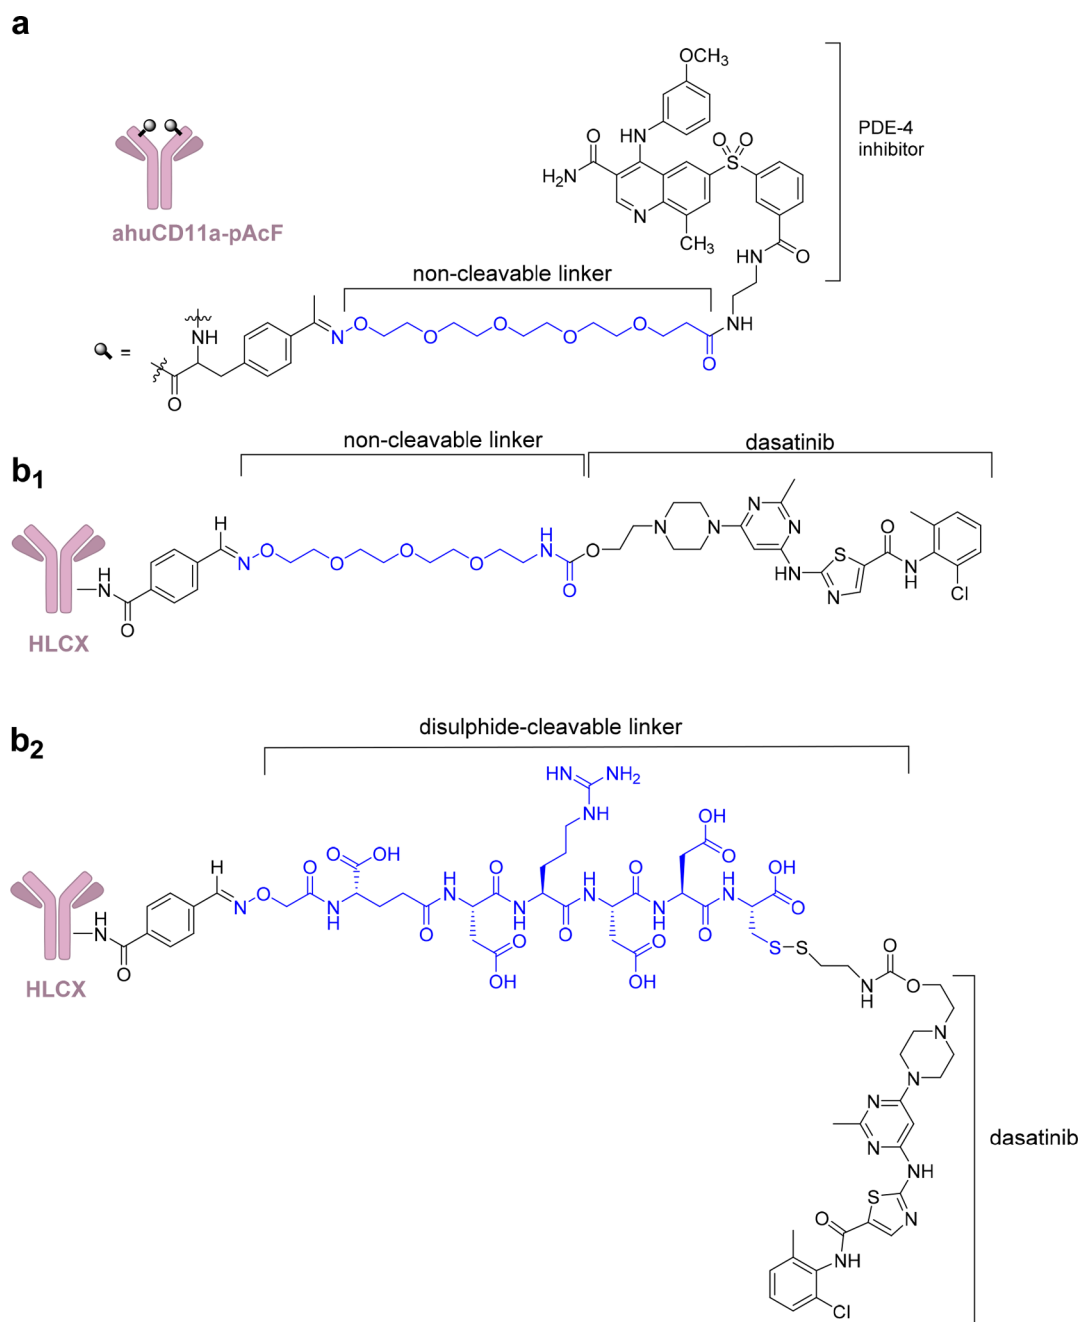 a
OCH3
HN
O
O O
S
PDE-4
inhibitor
H2N
N
CH3
ahuCD11a-pAcF
HN
O
non-cleavable linker
NH
O
O
O
O
O
NH
N
O
=
O
non-cleavable linker
dasatinib
b1
H
N
O
O
O
O
H
N
O
O
N
N
N
N
HN
S
N
O
N
H
Cl
H
N
O
HLCX
disulphide-cleavable linker
b2
HN
NH2
NH
OH
O
O
OH
O
H
N
O
N
H
O
H
N
O
N
H
O
H
N
O
N
H
O
H
N
OH
O
H
N
O
O
OH
O
OH
S
S
O
N
H
O
H
N
O
HLCX
N
N
N
N
NH
S
N
O
NH
Cl
dasatinib